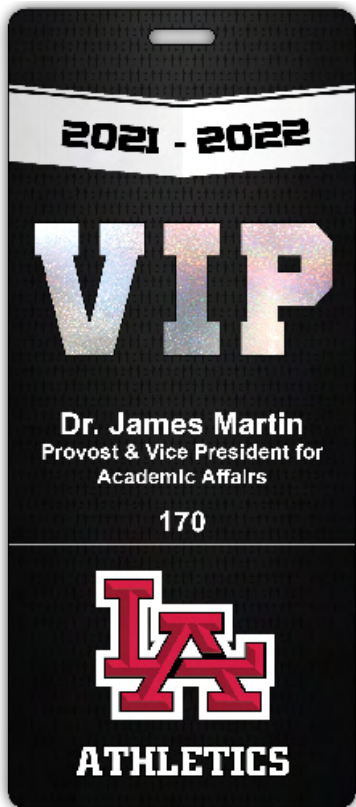 2021 - 2022
VIP
Dr. James Martin
Provost & Vice President for
Academic Affairs
170
LA
ATHLETICS